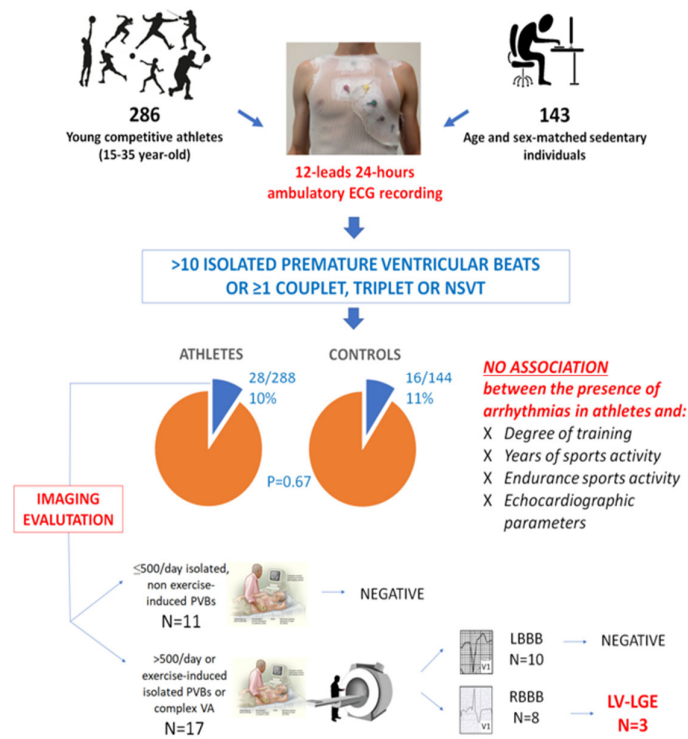 286
Young competitive athletes
(15-35 year-old)
143
Age and sex-matched sedentary
individuals
12-leads 24-hours
ambulatory ECG recording
>10 ISOLATED PREMATURE VENTRICULAR BEATS
OR ≥1 COUPLET, TRIPLET OR NSVT
ATHLETES
28/288
10%
CONTROLS
16/144
11%
P=0.67
NO ASSOCIATION
between the presence of
arrhythmias in athletes and:
X Degree of training
X Years of sports activity
X Endurance sports activity
X Echocardiographic
parameters
IMAGING
EVALUTATION
≤500/day isolated,
non exercise-
induced PVBs
N=11
NEGATIVE
>500/day or
exercise-induced
isolated PVBs or
complex VA
N=17
V1
LBBB
N=10
NEGATIVE
V1
RBBB
N=8
LV-LGE
N=3